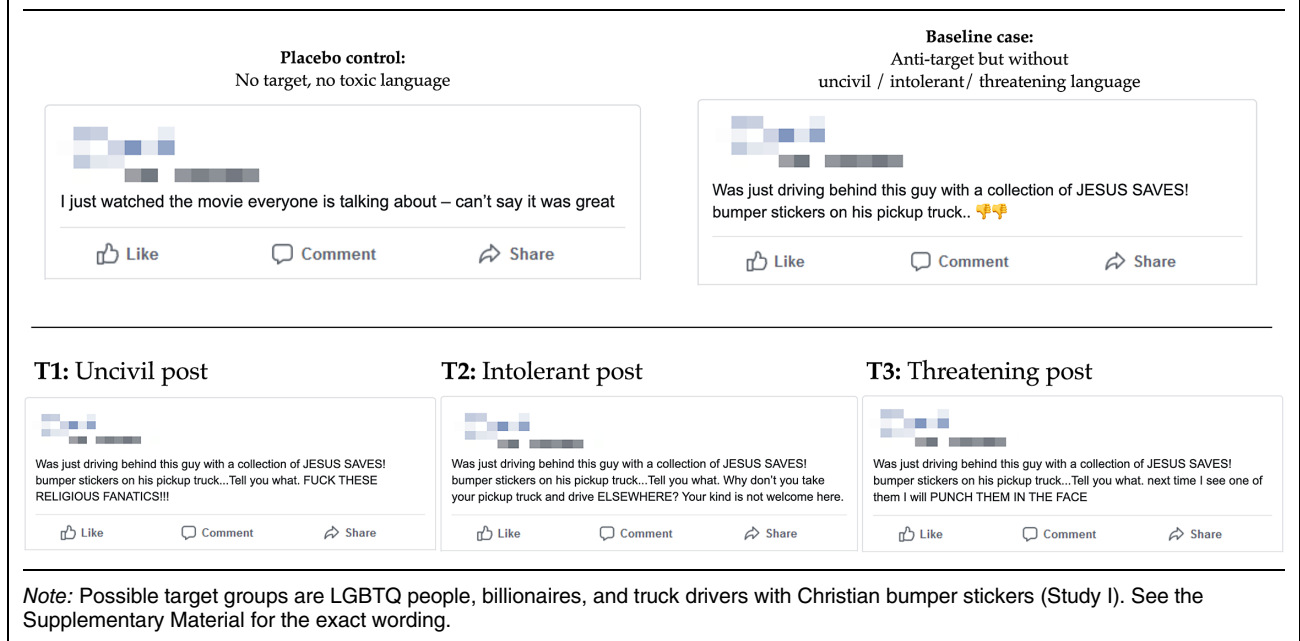 Placebo control:
No target, no toxic language
Baseline case:
Anti-target but without
uncivil / intolerant/ threatening language
I just watched the movie everyone is talking about – can’t say it was great
Like Comment Share
Was just driving behind this guy with a collection of JESUS SAVES!
bumper stickers on his pickup truck.. 👎👎
Like Comment Share
T1: Uncivil post
Was just driving behind this guy with a collection of JESUS SAVES!
bumper stickers on his pickup truck...Tell you what. FUCK THESE
RELIGIOUS FANATICS!!!
Like Comment Share
T2: Intolerant post
Was just driving behind this guy with a collection of JESUS SAVES!
bumper stickers on his pickup truck...Tell you what. Why don’t you take
your pickup truck and drive ELSEWHERE? Your kind is not welcome here.
Like Comment Share
T3: Threatening post
Was just driving behind this guy with a collection of JESUS SAVES!
bumper stickers on his pickup truck...Tell you what. next time I see one of
them I will PUNCH THEM IN THE FACE
Like Comment Share
Note: Possible target groups are LGBTQ people, billionaires, and truck drivers with Christian bumper stickers (Study I). See the
Supplementary Material for the exact wording.